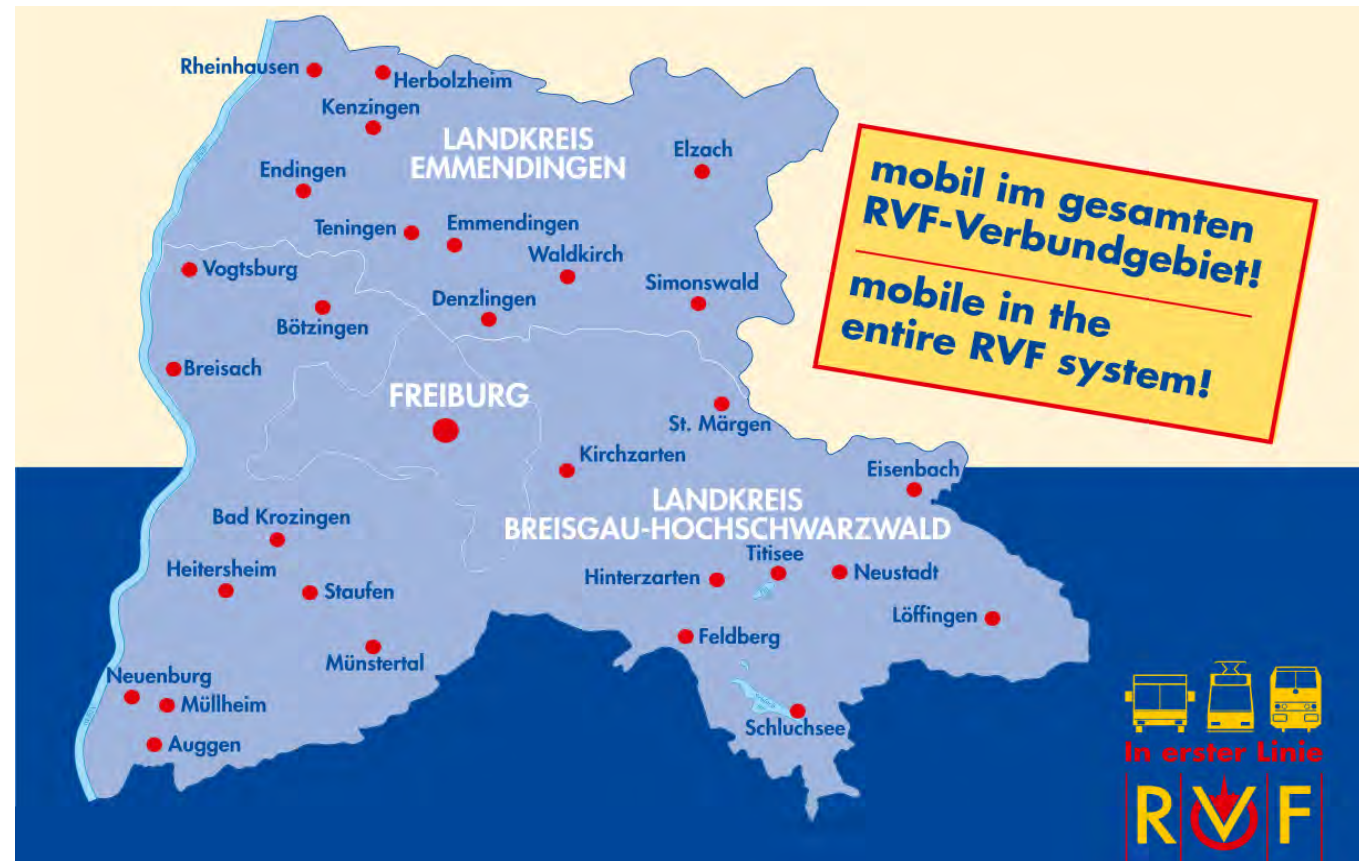 Rheinhausen
Herbolzheim
Kenzingen
LANDKREIS
EMMENDINGEN
Elzach
Endingen
Teningen
Emmendingen
Waldkirch
Vogtsburg
Simonswald
Denzlingen
Bötzingen
Breisach
FREIBURG
St. Märgen
Kirchzarten
Eisenbach
LANDKREIS
BREISGAU-HOCHSCHWARZWALD
Bad Krozingen
Titisee
Heitersheim
Hinterzarten
Neustadt
Staufen
Löffingen
Feldberg
Münstertal
Neuenburg
Müllheim
Schluchsee
Auggen
mobil im gesamten
RVF-Verbundgebiet!
mobile in the
entire RVF system!
In erster Linie
RVF